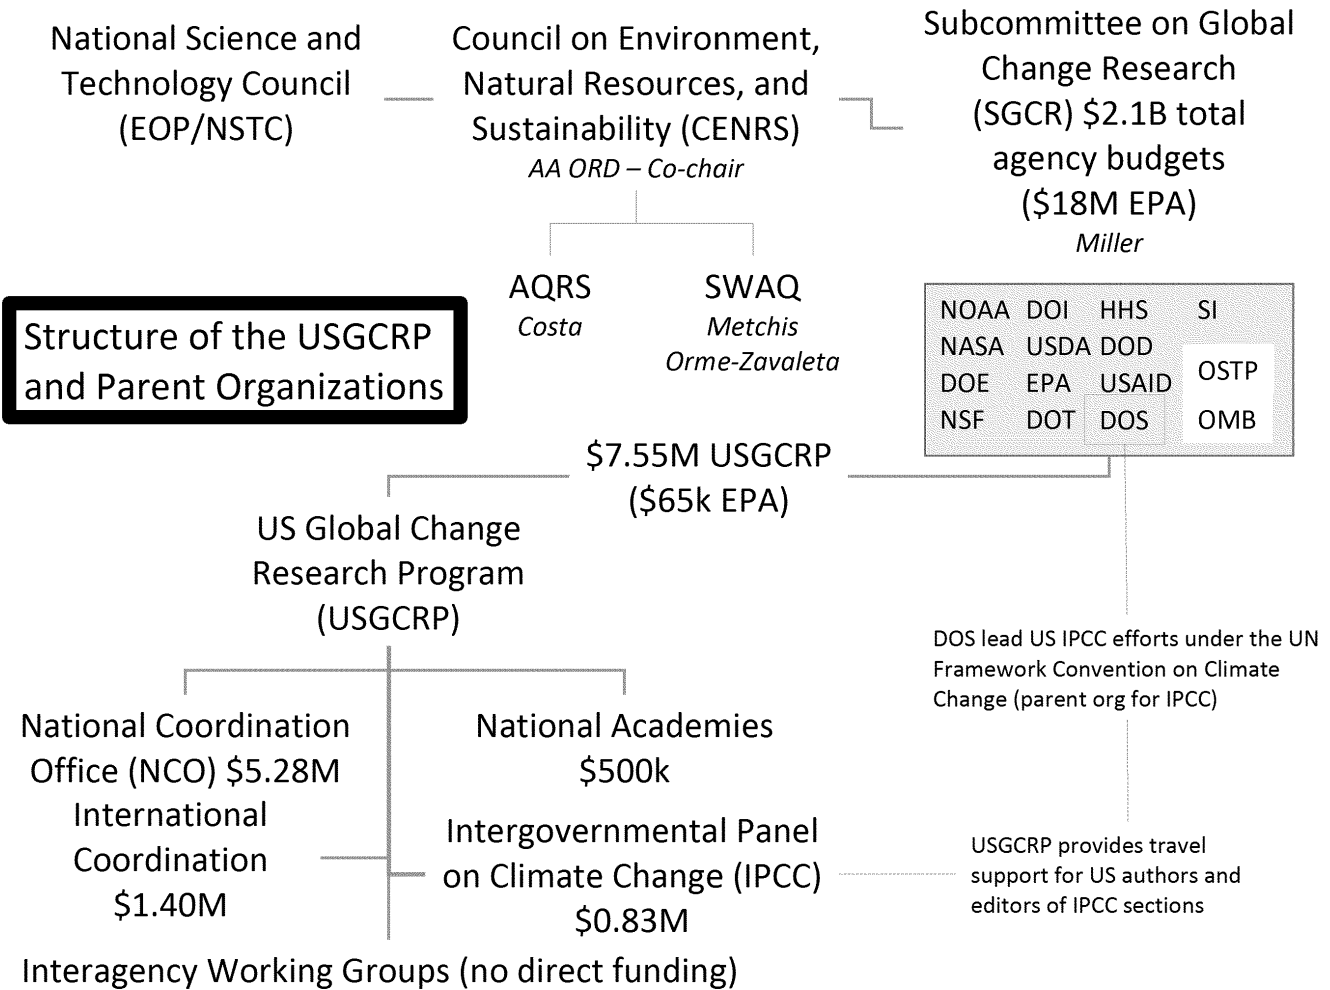 National Science and
Technology Council
(EOP/NSTC)
Council on Environment,
Natural Resources, and
Sustainability (CENRS)
AA ORD – Co-chair
Subcommittee on Global
Change Research
(SGCR) $2.1B total
agency budgets
($18M EPA)
Miller
AQRS
Costa
SWAQ
Metchis
Orme-Zavaleta
Structure of the USGCRP
and Parent Organizations
NOAA DOI HHS SI
NASA USDA DOD
DOE EPA USAID OSTP
NSF DOT DOS OMB
$7.55M USGCRP
($65k EPA)
US Global Change
Research Program
(USGCRP)
DOS lead US IPCC efforts under the UN
Framework Convention on Climate
Change (parent org for IPCC)
National Coordination
Office (NCO) $5.28M
National Academies
$500k
International
Coordination
$1.40M
Intergovernmental Panel
on Climate Change (IPCC)
$0.83M
USGCRP provides travel
support for US authors and
editors of IPCC sections
Interagency Working Groups (no direct funding)